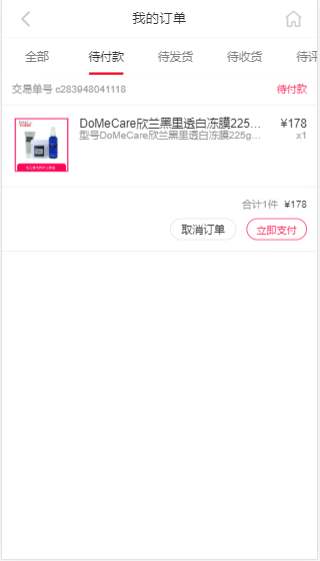 我的订单
全部 待付款 待发货 待收货 待评
交易单号 c283948041118 待付款
DoMeCare欣兰黑里透白冻膜225... ¥178
型号DoMeCare欣兰黑里透白冻膜225g... x1
合计1件 ¥178
取消订单 立即支付